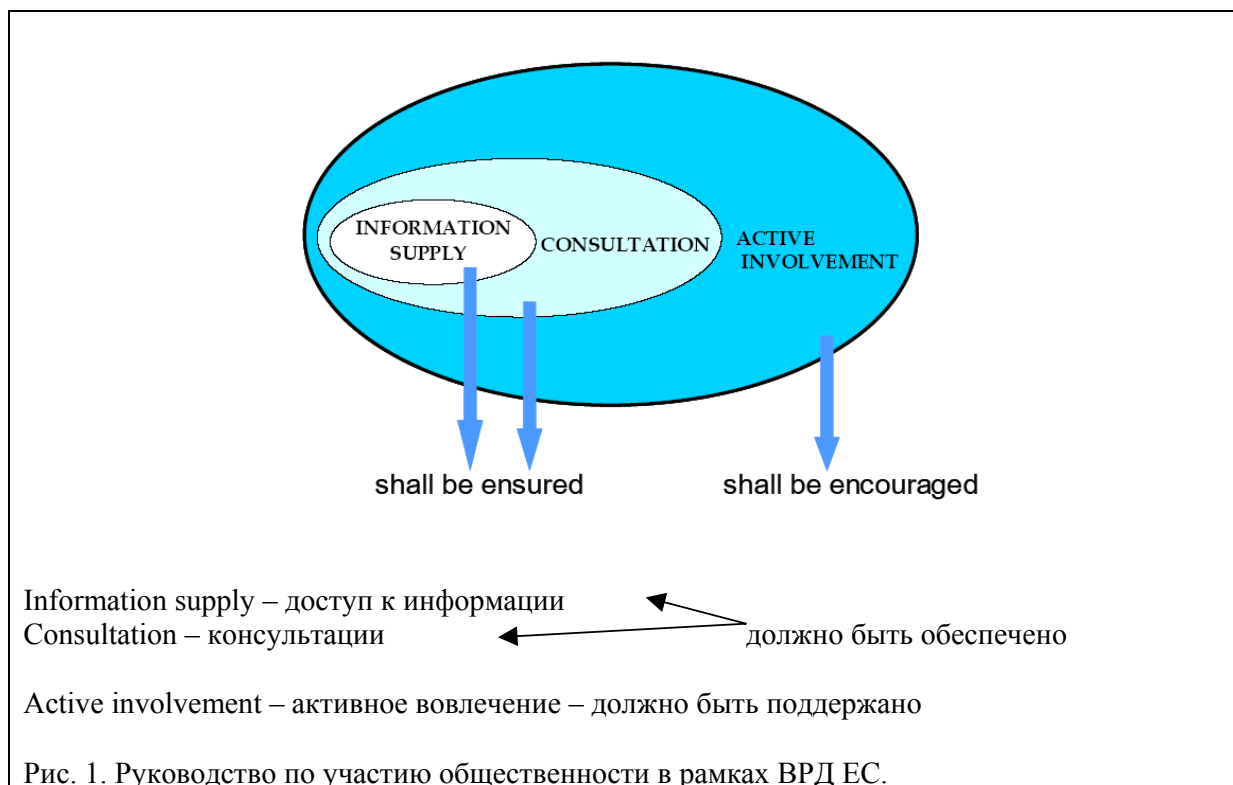 INFORMATION
SUPPLY
CONSULTATION
ACTIVE
INVOLVEMENT
shall be ensured
shall be encouraged
Information supply – доступ к информации
Consultation – консультации
должно быть обеспечено
Active involvement – активное вовлечение – должно быть поддержано
Рис. 1. Руководство по участию общественности в рамках ВРД ЕС.